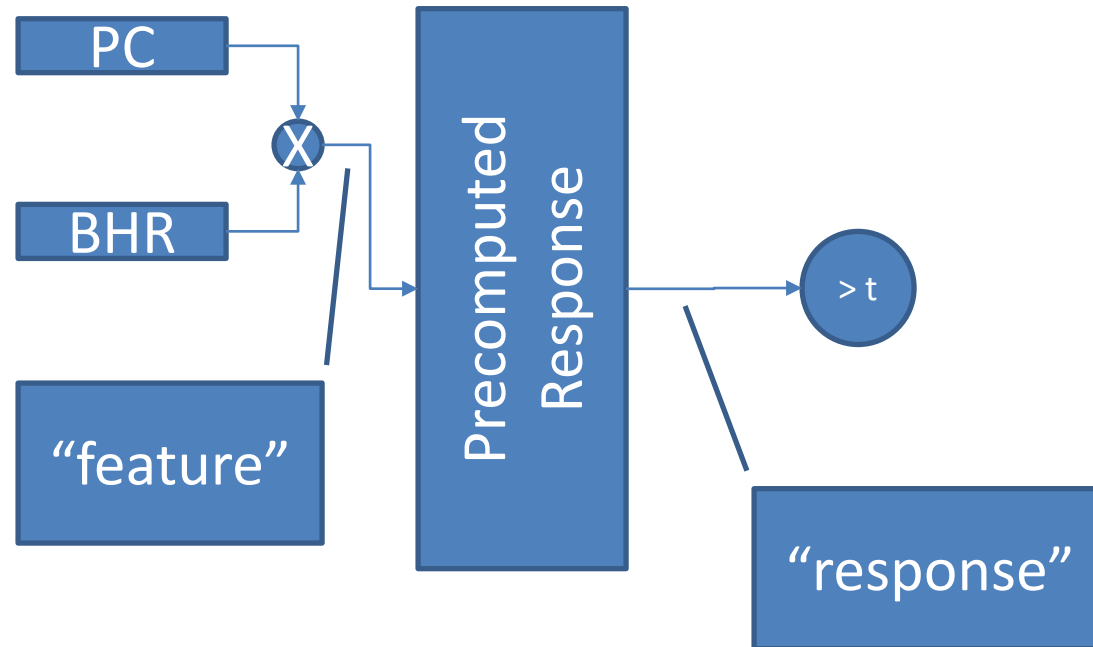 PC
X
BHR
Precomputed
Response
> t
“feature”
“response”